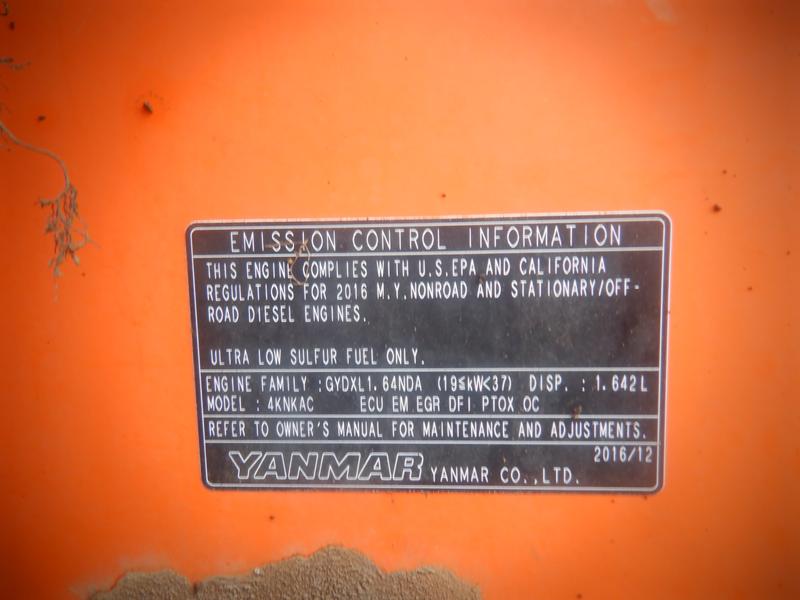 EMISSION CONTROL INFORMATION
THIS ENGINE COMPLIES WITH U.S.EPA AND CALIFORNIA
REGULATIONS FOR 2016 M.Y.NONROAD AND STATIONARY/OFF-
ROAD DIESEL ENGINES.
ULTRA LOW SULFUR FUEL ONLY.
ENGINE FAMILY :GYDXL1.64NDA (19≤kW<37) DISP. :1.642L
MODEL : 4KNKAC ECU EM EGR DFI PTOX OC
REFER TO OWNER'S MANUAL FOR MAINTENANCE AND ADJUSTMENTS.
2016/12
YANMAR YANMAR CO.,LTD.